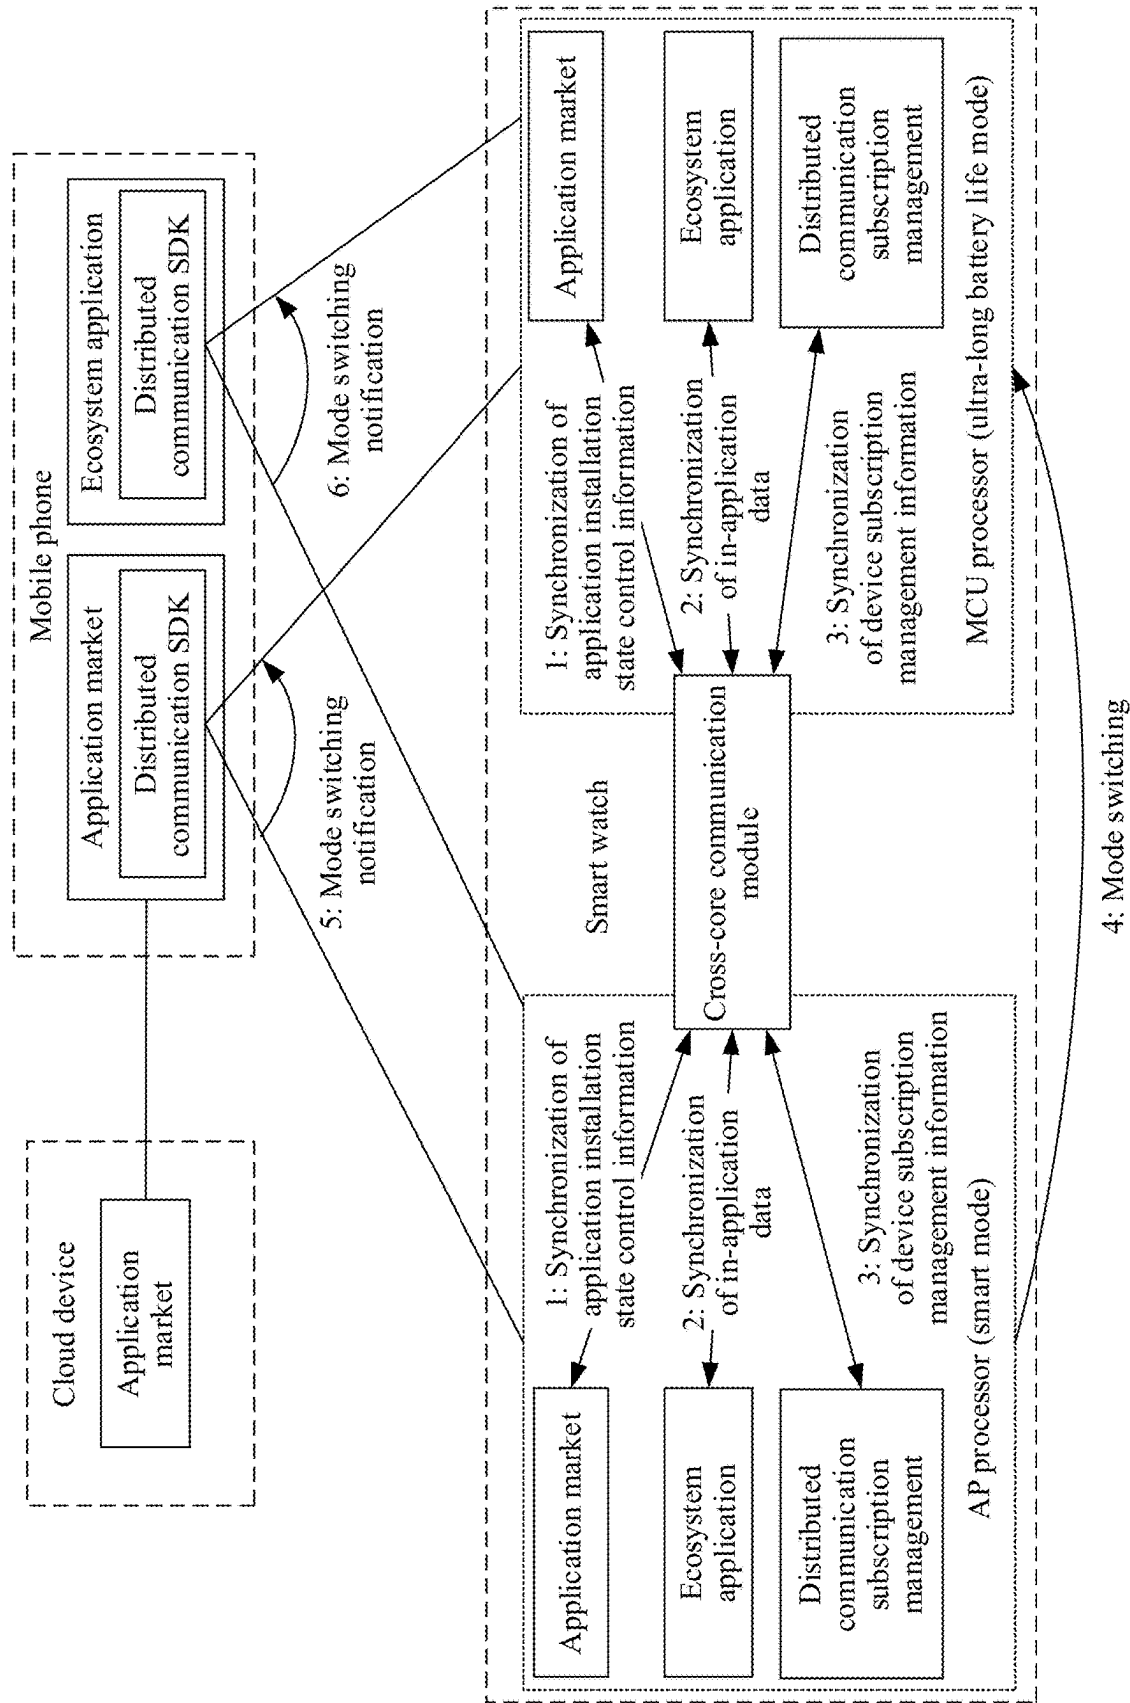 Cloud device
Application
market
Mobile phone
Application market
Distributed
communication SDK
Ecosystem application
Distributed
communication SDK
5: Mode switching
notification
6: Mode switching
notification
Smart watch
Application market
Ecosystem
application
Distributed
communication
subscription
management
1: Synchronization of
application installation
state control information
2: Synchronization
of in-application
data
3: Synchronization
of device subscription
management information
AP processor (smart mode)
Cross-core communication
module
1: Synchronization of
application installation
state control information
2: Synchronization
of in-application
data
3: Synchronization
of device subscription
management information
Application market
Ecosystem
application
Distributed
communication
subscription
management
MCU processor (ultra-long battery life mode)
4: Mode switching